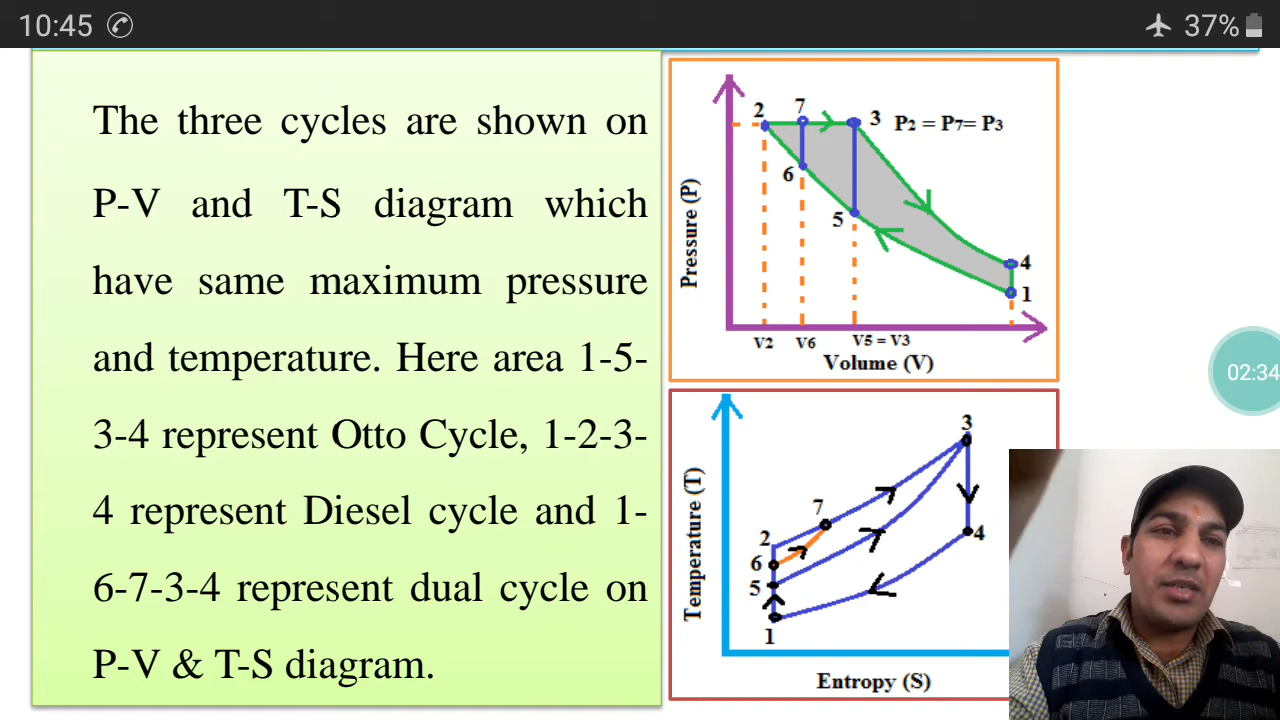 10:45
37%
The three cycles are shown on
P-V and T-S diagram which
have same maximum pressure
and temperature. Here area 1-5-
3-4 represent Otto Cycle, 1-2-3-
4 represent Diesel cycle and 1-
6-7-3-4 represent dual cycle on
P-V & T-S diagram.
Pressure (P)
2
7
3
P2 = P7= P3
6
5
4
1
V2
V6
V5 = V3
Volume (V)
02:34
Temperature (T)
3
7
2
6
5
4
1
Entropy (S)